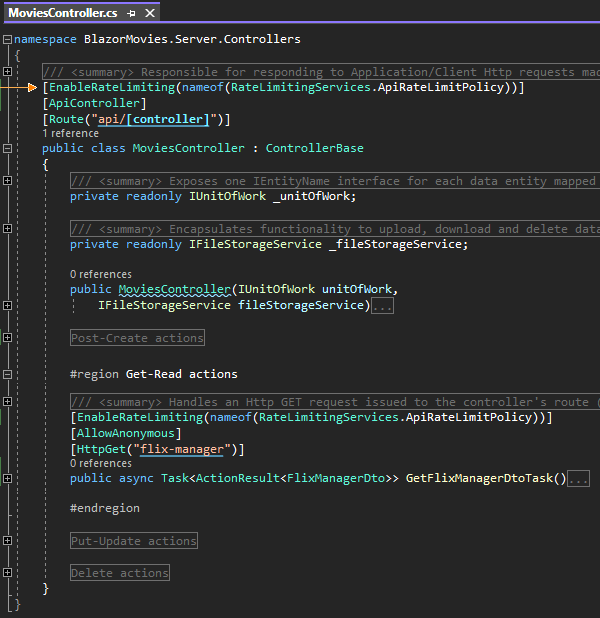 MoviesController.cs
namespace BlazorMovies.Server.Controllers
{
/// <summary> Responsible for responding to Application/Client Http requests mad
[EnableRateLimiting(nameof(RateLimitingServices.ApiRateLimitPolicy))]
[ApiController]
[Route("api/[controller]")]
1 reference
public class MoviesController : ControllerBase
{
/// <summary> Exposes one IEntityName interface for each data entity mapped
private readonly IUnitOfWork _unitOfWork;
/// <summary> Encapsulates functionality to upload, download and delete data
private readonly IFileStorageService _fileStorageService;
0 references
public MoviesController(IUnitOfWork unitOfWork,
IFileStorageService fileStorageService)...
Post-Create actions
#region Get-Read actions
/// <summary> Handles an Http GET request issued to the controller's route (
[EnableRateLimiting(nameof(RateLimitingServices.ApiRateLimitPolicy))]
[AllowAnonymous]
[HttpGet("flix-manager")]
0 references
public async Task<ActionResult<FlixManagerDto>> GetFlixManagerDtoTask()...
#endregion
Put-Update actions
Delete actions
}
}